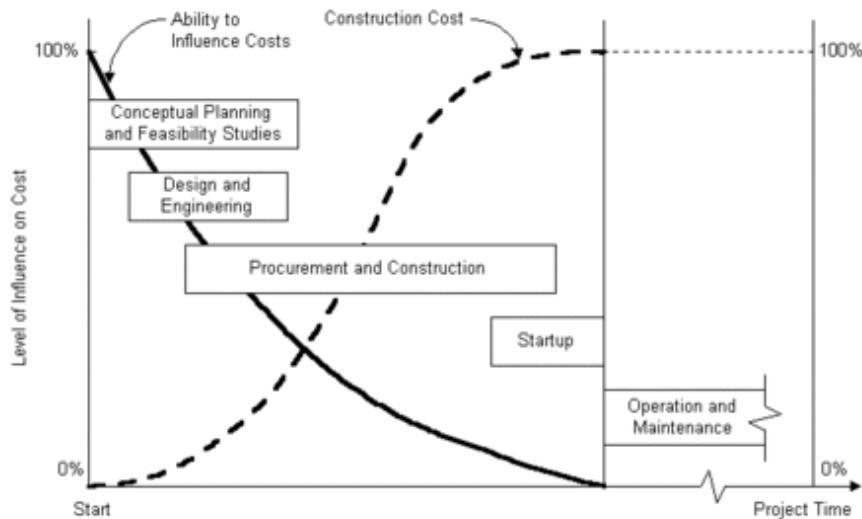 Ability to
Influence Costs
Construction Cost
100%
100%
Conceptual Planning
and Feasibility Studies
Design and
Engineering
Level of Influence on Cost
Procurement and Construction
Startup
Operation and
Maintenance
0%
0%
Start
Project Time